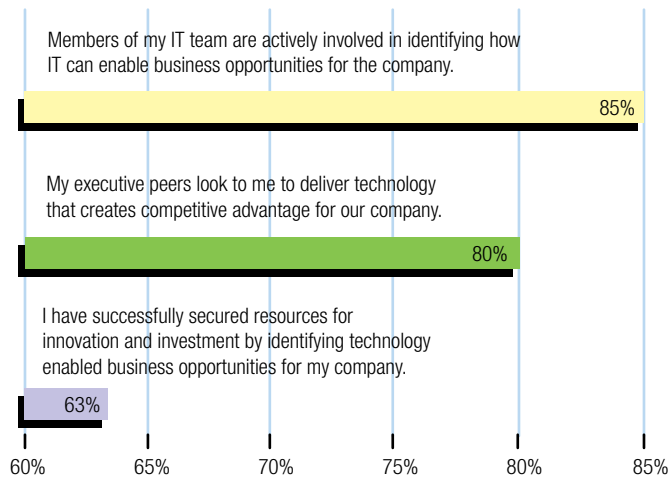 Members of my IT team are actively involved in identifying how
IT can enable business opportunities for the company.
85%
My executive peers look to me to deliver technology
that creates competitive advantage for our company.
80%
I have successfully secured resources for
innovation and investment by identifying technology
enabled business opportunities for my company.
63%
60% 65% 70% 75% 80% 85%